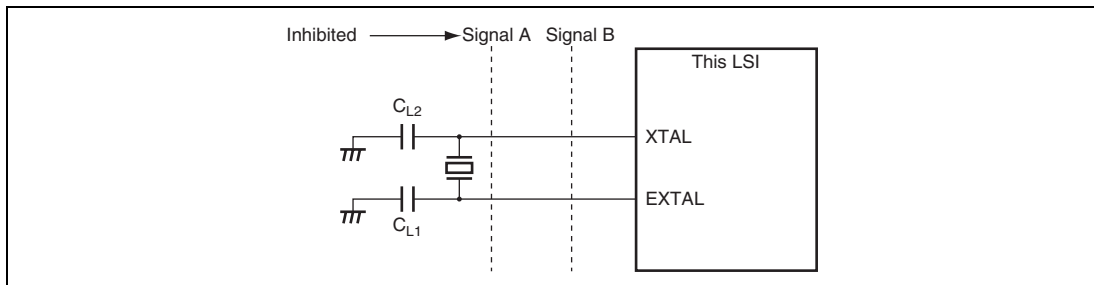 Inhibited
Signal A
Signal B
This LSI
CL2
XTAL
EXTAL
CL1